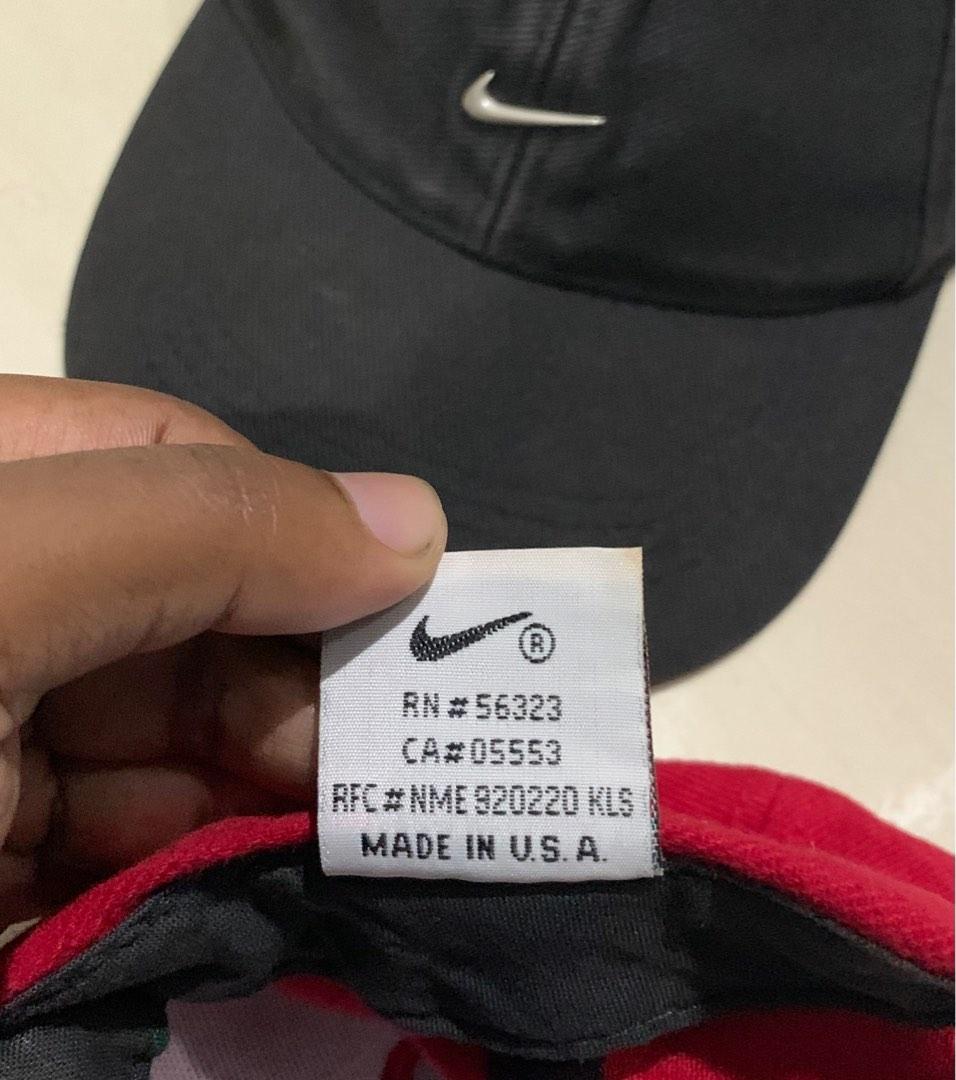 ®
RN # 56323
CA# 05553
RFC # NME 920220 KLS
MADE IN U.S.A.